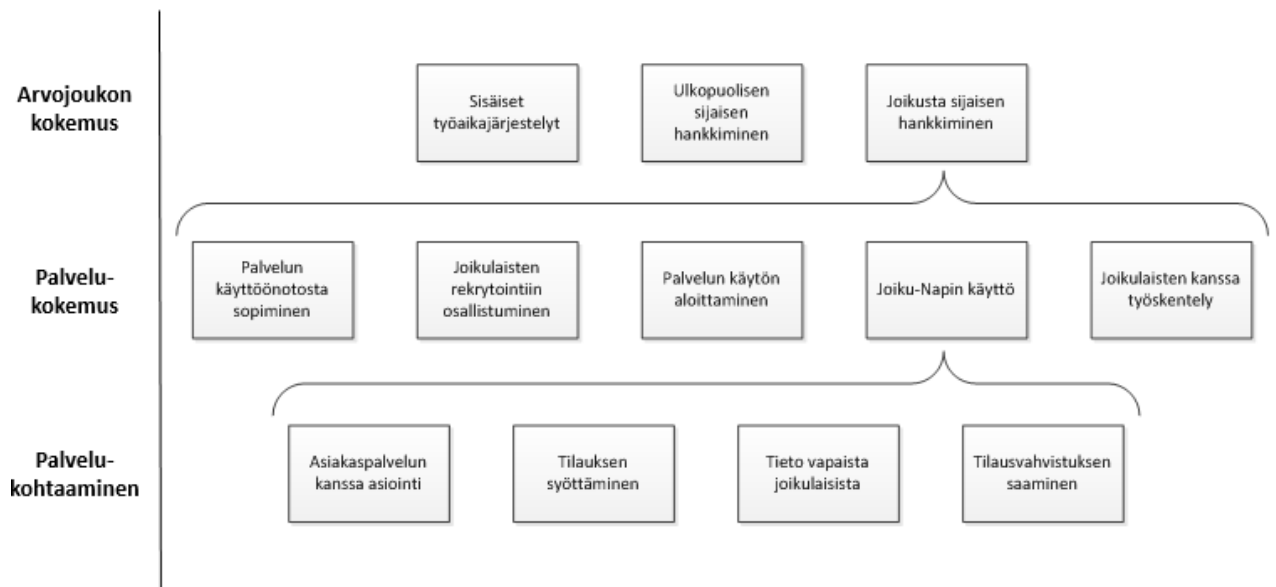 Arvojoukon
kokemus
Sisäiset
työaikajärjestelyt
Ulkopuolisen
sijaisen
hankkiminen
Joikusta sijaisen
hankkiminen
Palvelu-
kokemus
Palvelun
käyttöönotosta
sopiminen
Joikulaisten
rekrytointiin
osallistuminen
Palvelun käytön
aloittaminen
Joiku-Napin käyttö
Joikulaisten kanssa
työskentely
Palvelu-
kohtaaminen
Asiakaspalvelun
kanssa asiointi
Tilauksen
syöttäminen
Tieto vapaista
joikulaisista
Tilausvahvistuksen
saaminen